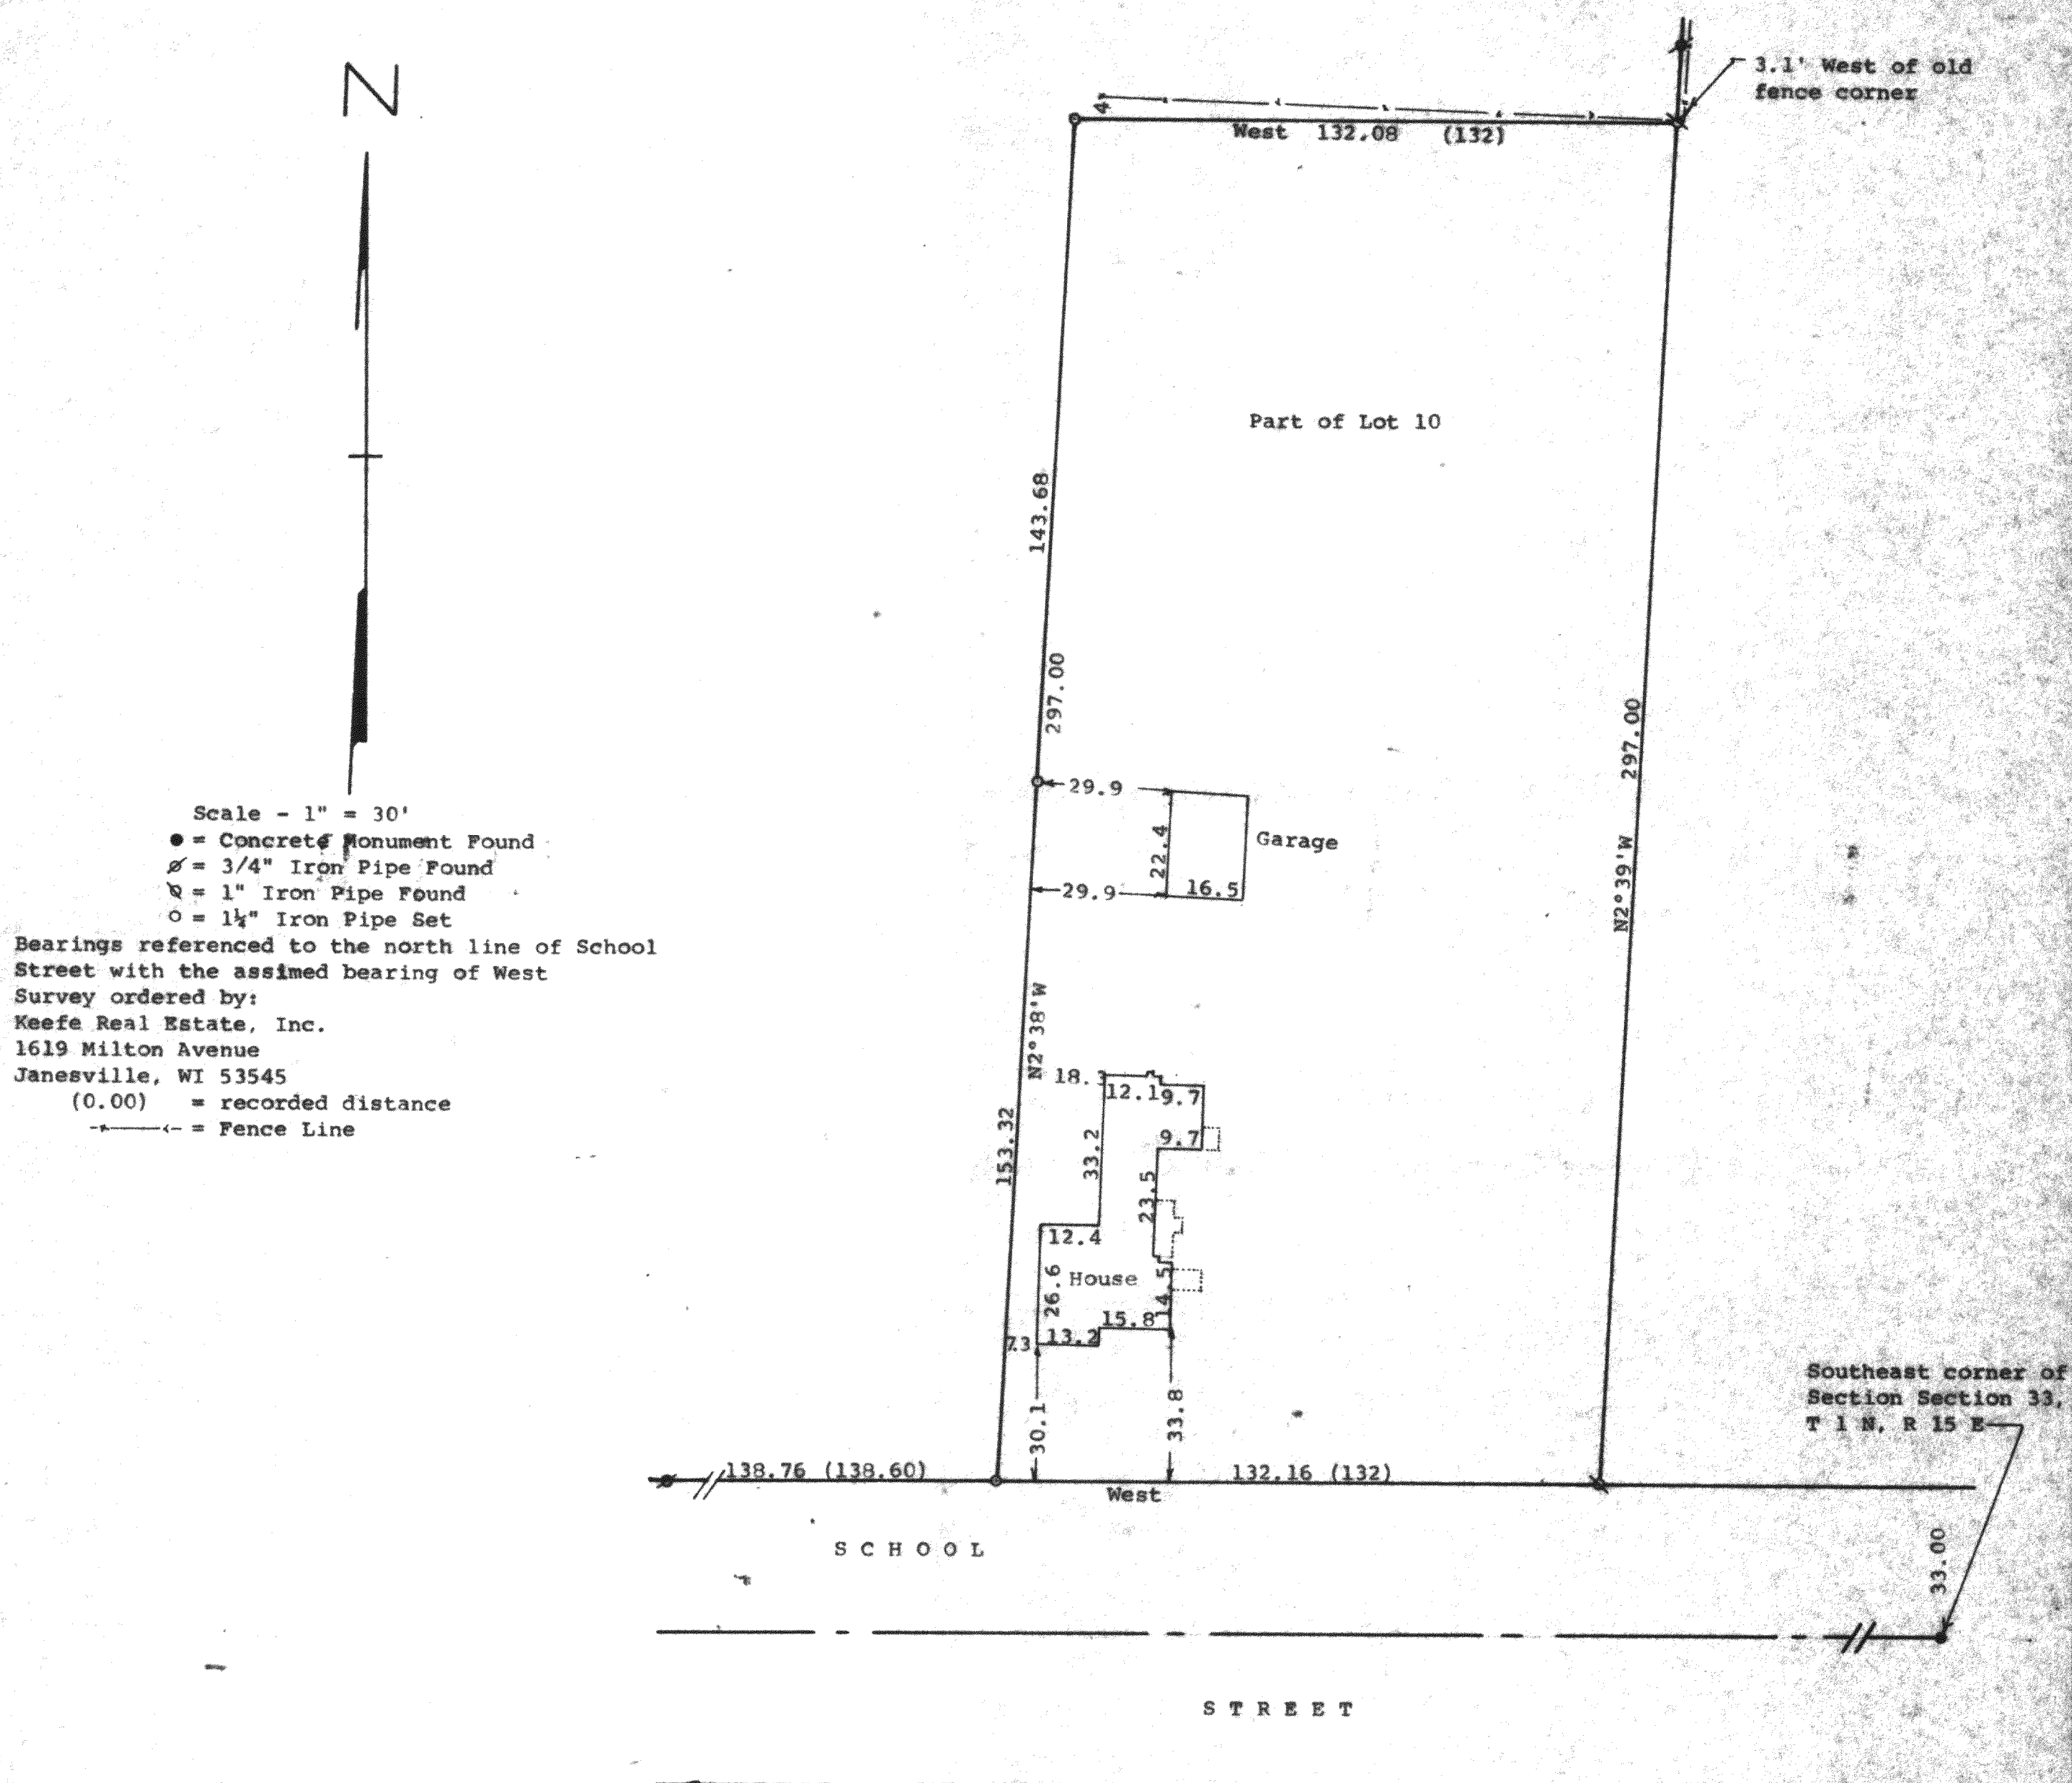 N
3.1' West of old
fence corner
4
West 132.08 (132)
Part of Lot 10
143.68
297.00
297.00
N2°39'W
29.9
22.4
Garage
29.9
16.5
Scale - 1" = 30'
= Concrete Monument Found
= 3/4" Iron Pipe Found
= 1" Iron Pipe Found
= 1¼" Iron Pipe Set
Bearings referenced to the north line of School
Street with the assimed bearing of West
Survey ordered by:
Keefe Real Estate, Inc.
1619 Milton Avenue
Janesville, WI 53545
(0.00) = recorded distance
= Fence Line
N2°38'W
153.32
12.1
9.7
9.7
33.2
23.5
12.4
26.6
House
14.5
15.8
7.3
13.2
30.1
33.8
Southeast corner of
Section Section 33,
T 1 N, R 15 E
138.76 (138.60)
132.16 (132)
West
SCHOOL
33.00
STREET